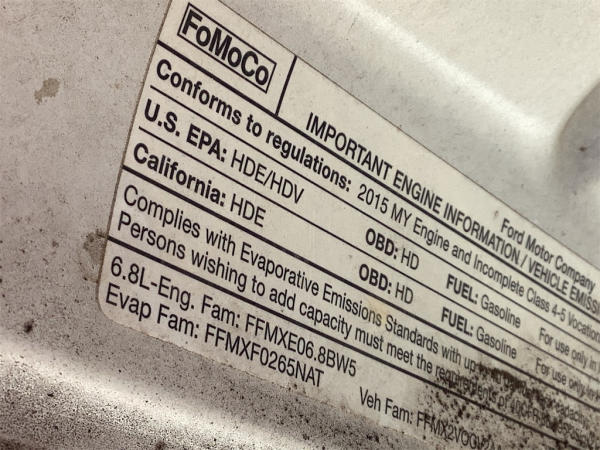 FoMoCo
Ford Motor Company
IMPORTANT ENGINE INFORMATION / VEHICLE
Conforms to regulations: 2015 MY Engine and Incomplete Class 4-5
U.S. EPA: HDE/HDV OBD: HD FUEL: Gasoline For use only in
California: HDE OBD: HD FUEL: Gasoline For use only in
Complies with Evaporative Emissions Standards with up
Persons wishing to add capacity must meet the requirements of
6.8L-Eng. Fam: FFMXE06.8BW5
Evap Fam: FFMXF0265NAT Veh Fam: